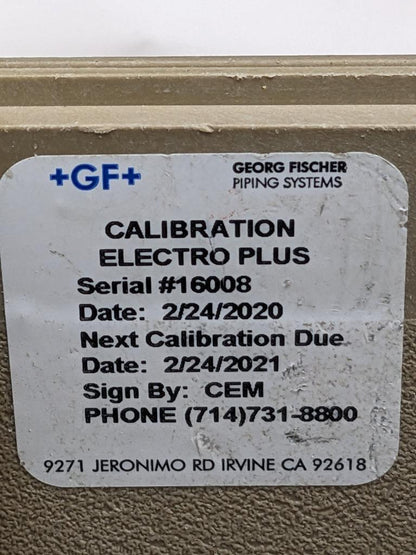 +GF+
GEORG FISCHER
PIPING SYSTEMS
CALIBRATION
ELECTRO PLUS
Serial #16008
Date: 2/24/2020
Next Calibration Due
Date: 2/24/2021
Sign By: CEM
PHONE (714)731-8800
9271 JERONIMO RD IRVINE CA 92618